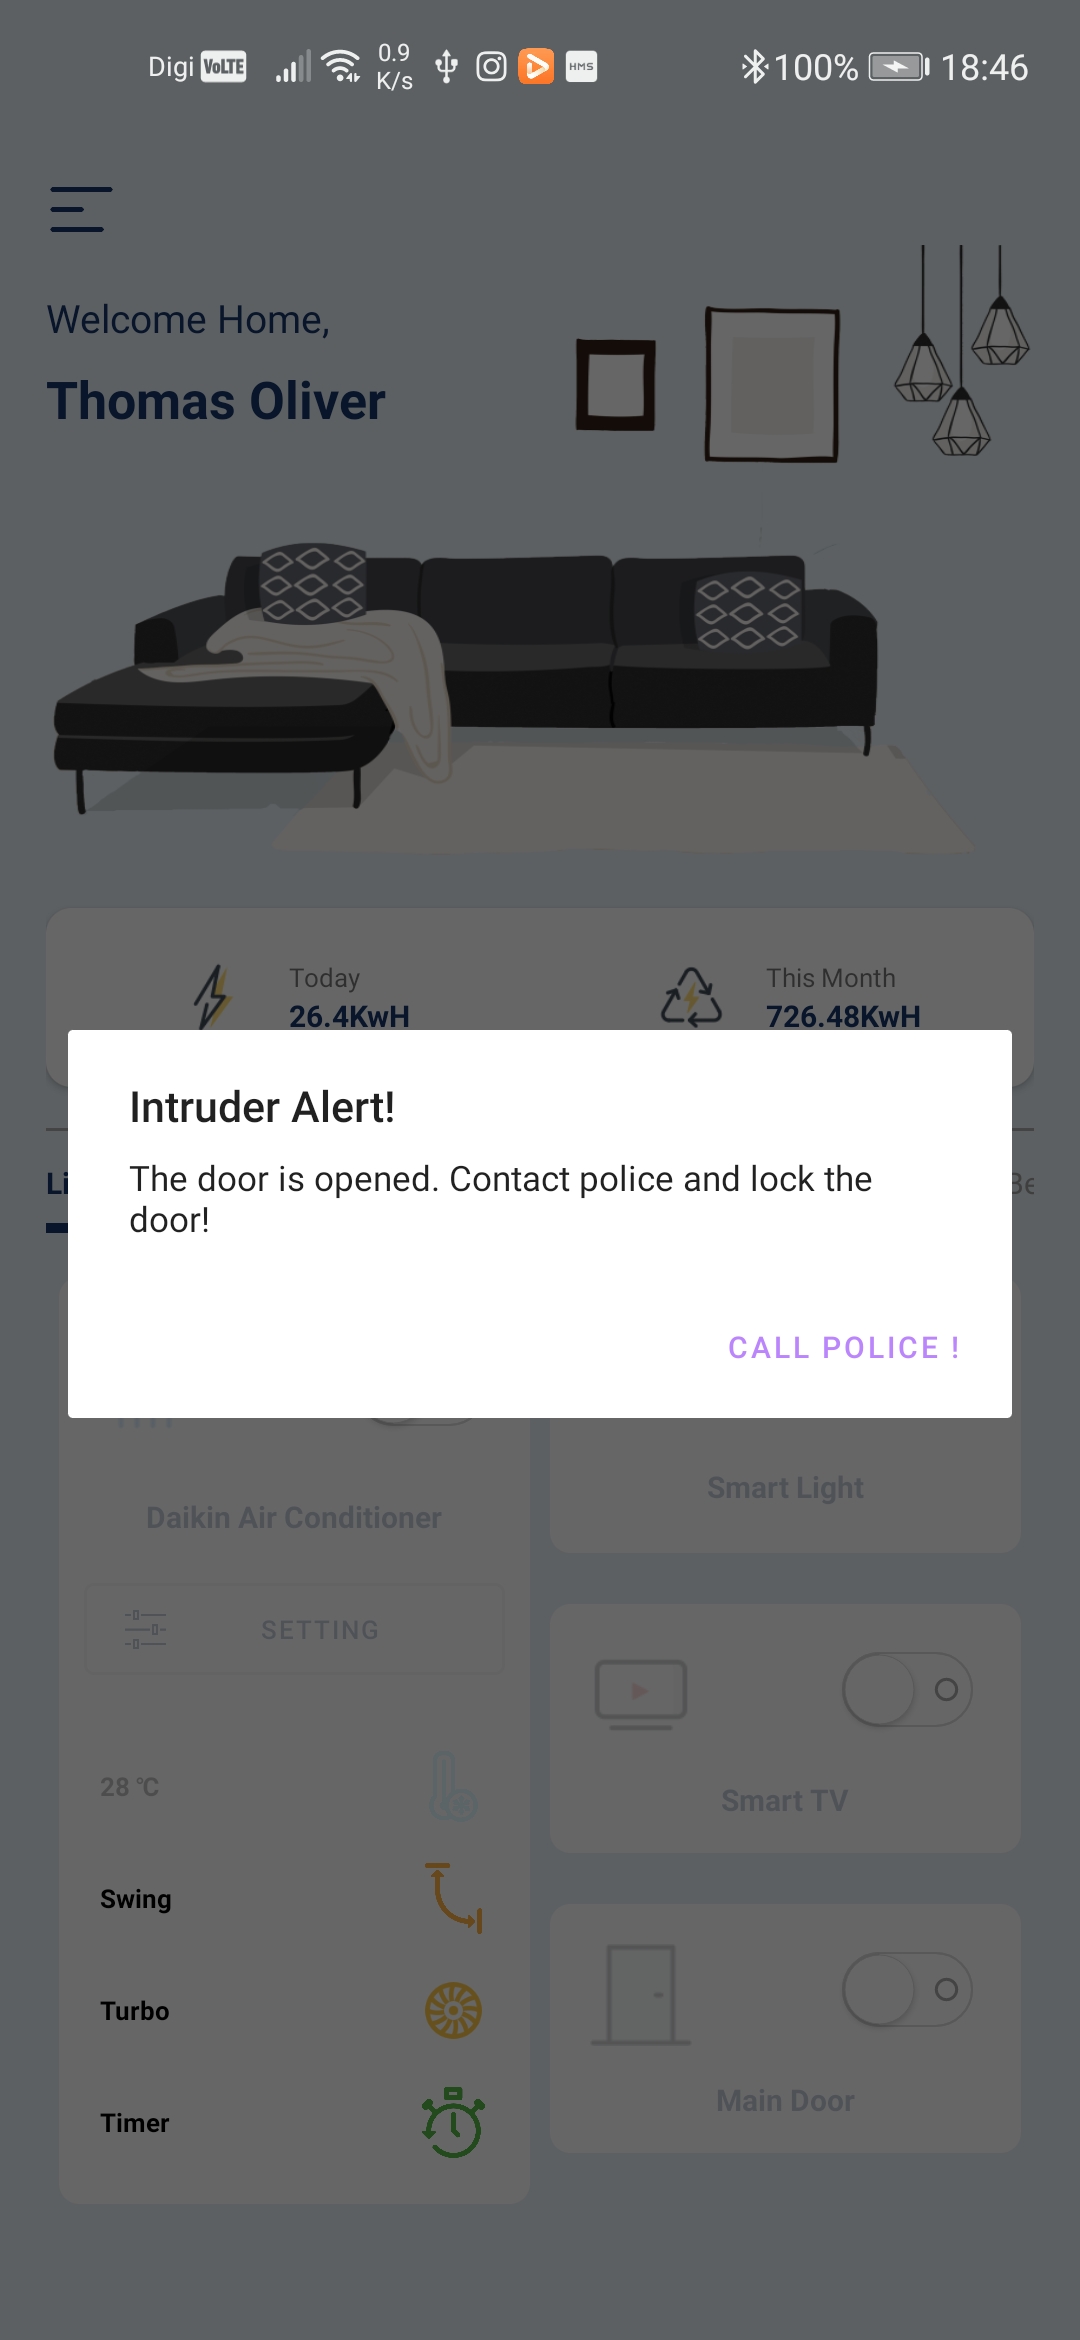 Digi VoLTE 0.9 K/s HMS 100% 18:46
Welcome Home,
Thomas Oliver
Today
This Month
26.4KwH
726.48KwH
Li
Be
Intruder Alert!
The door is opened. Contact police and lock the
door!
CALL POLICE !
Smart Light
Daikin Air Conditioner
SETTING
28 ℃
Smart TV
Swing
Turbo
Main Door
Timer